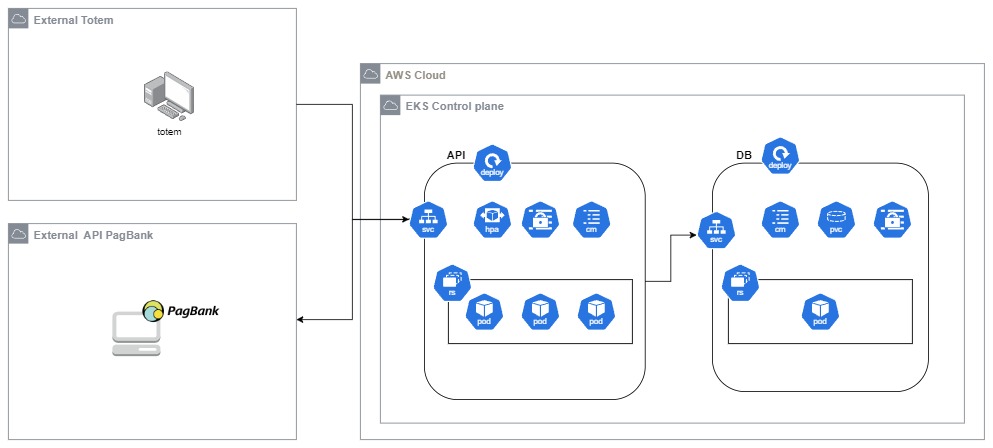 External Totem
totem
External  API PagBank
PagBank
AWS Cloud
EKS Control plane
API
deploy
svc
hpa
cm
rs
pod
pod
pod
DB
deploy
svc
cm
pvc
rs
pod